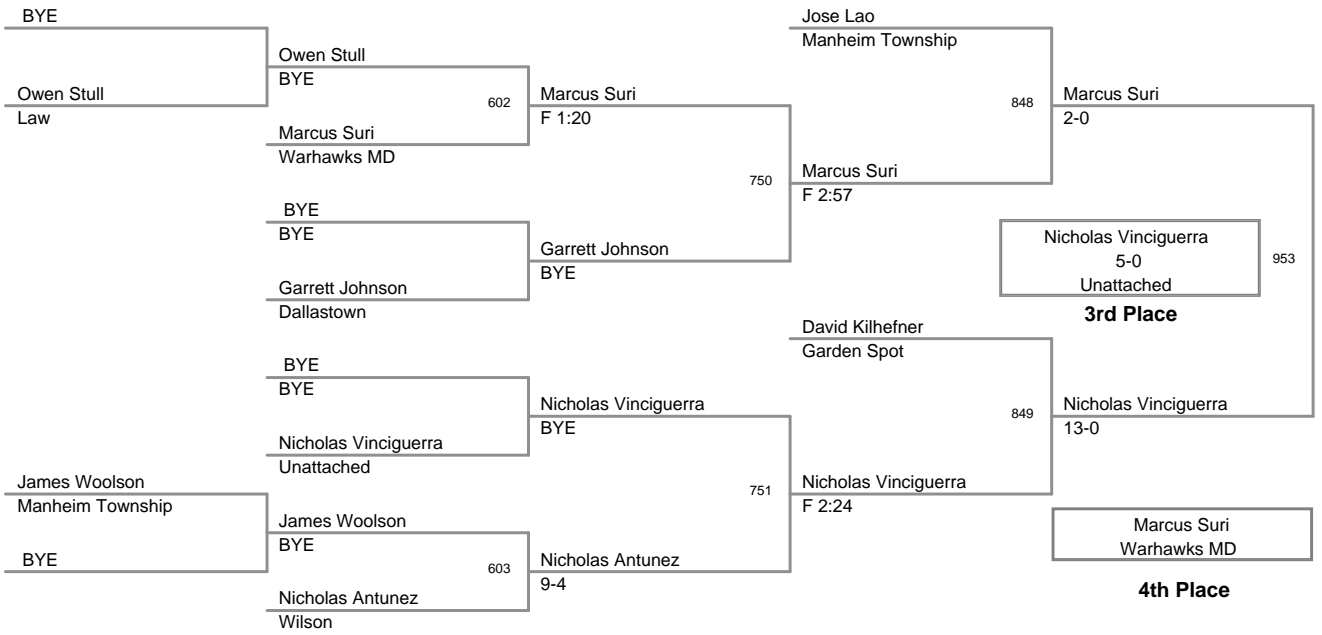 BYE
Owen Stull
Law
Owen Stull
BYE
602
Marcus Suri
Warhawks MD
Marcus Suri
F 1:20
BYE
BYE
Garrett Johnson
Dallastown
Garrett Johnson
BYE
750
Marcus Suri
F 2:57
Jose Lao
Manheim Township
848
Marcus Suri
2-0
Nicholas Vinciguerra
5-0
Unattached
953
3rd Place
BYE
BYE
Nicholas Vinciguerra
Unattached
Nicholas Vinciguerra
BYE
James Woolson
Manheim Township
BYE
James Woolson
BYE
603
Nicholas Antunez
Wilson
Nicholas Antunez
9-4
751
Nicholas Vinciguerra
F 2:24
David Kilhefner
Garden Spot
849
Nicholas Vinciguerra
13-0
Marcus Suri
Warhawks MD
4th Place